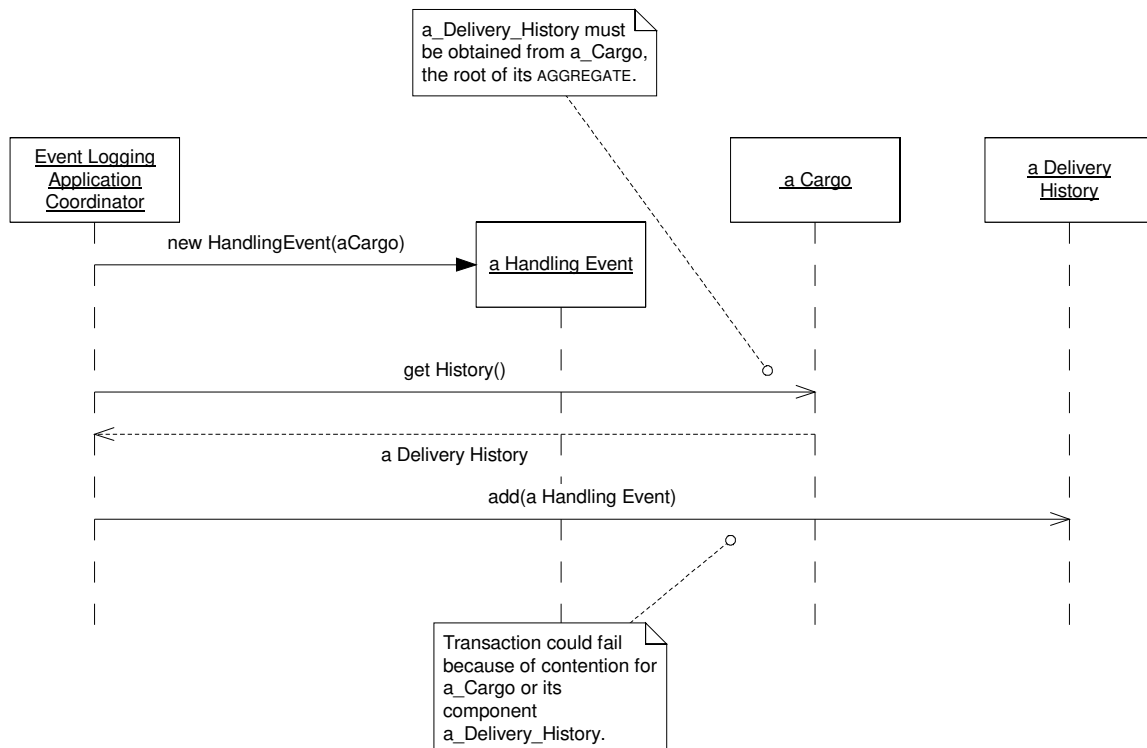 a_Delivery_History must
be obtained from a_Cargo,
the root of its AGGREGATE.
Event Logging
Application
Coordinator
a Cargo
a Delivery
History
new HandlingEvent(aCargo)
a Handling Event
get History()
a Delivery History
add(a Handling Event)
Transaction could fail
because of contention for
a_Cargo or its
component
a_Delivery_History.